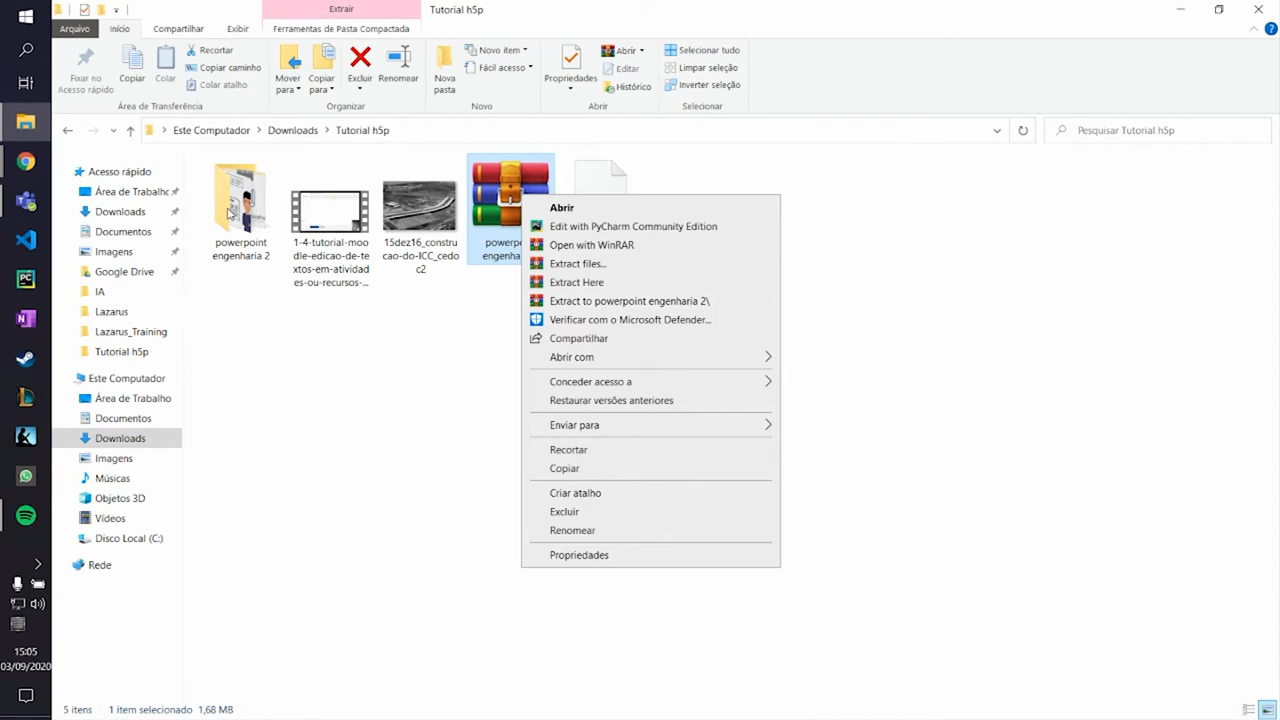 Extrair
Tutorial h5p
Arquivo
Início
Compartilhar
Exibir
Ferramentas de Pasta Compactada
Fixar no
Acesso rápido
Copiar
Colar
Recortar
Copiar caminho
Colar atalho
Área de Transferência
Mover
para
Copiar
para
Excluir
Renomear
Organizar
Nova
pasta
Novo item
Fácil acesso
Novo
Propriedades
Abrir
Editar
Histórico
Abrir
Selecionar tudo
Limpar seleção
Inverter seleção
Selecionar
Este Computador
Downloads
Tutorial h5p
Pesquisar Tutorial h5p
Acesso rápido
Área de Trabalho
Downloads
Documentos
Imagens
Google Drive
IA
Lazarus
Lazarus_Training
Tutorial h5p
Este Computador
Área de Trabalho
Documentos
Downloads
Imagens
Músicas
Objetos 3D
Vídeos
Disco Local (C:)
Rede
powerpoint
engenharia 2
1-4-tutorial-moo
dle-edicao-de-te
xtos-em-atividad
es-ou-recursos-...
15dez16_constru
cao-do-ICC_cedo
c2
Abrir
Edit with PyCharm Community Edition
Open with WinRAR
Extract files...
Extract Here
Extract to powerpoint engenharia 2\
Verificar com o Microsoft Defender...
Compartilhar
Abrir com
Conceder acesso a
Restaurar versões anteriores
Enviar para
Recortar
Copiar
Criar atalho
Excluir
Renomear
Propriedades
15:05
03/09/2020
5 itens
1 item selecionado 1,68 MB